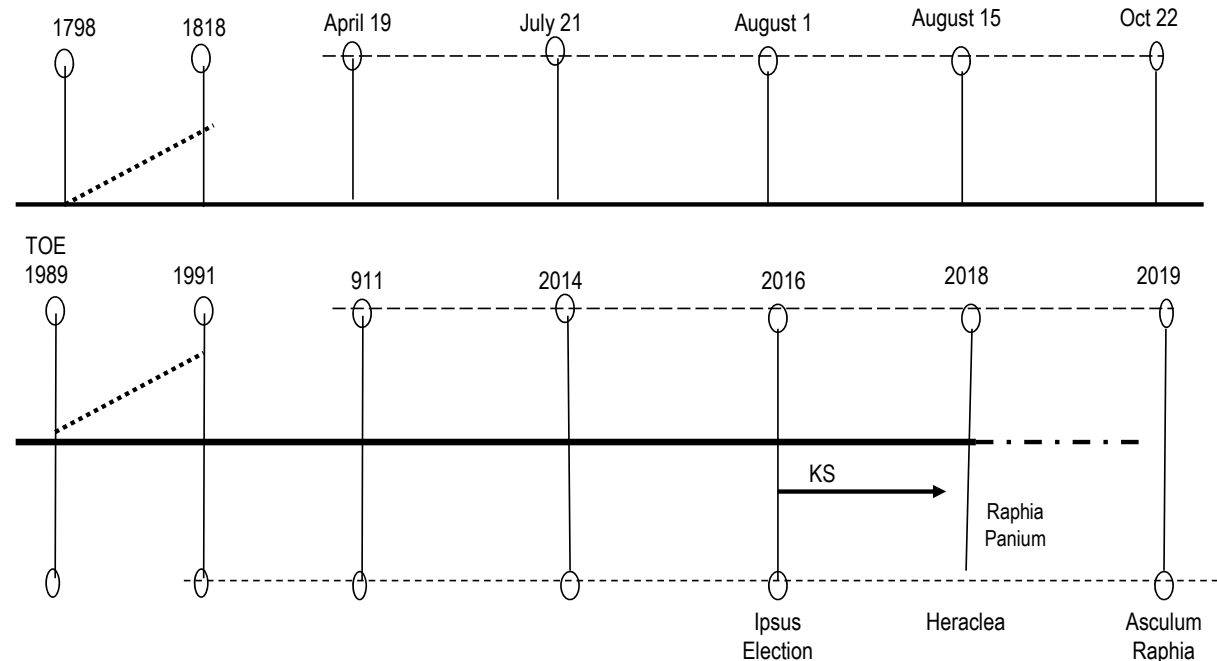 1798
1818
April 19
July 21
August 1
August 15
Oct 22
TOE
1989
1991
911
2014
2016
2018
2019
KS
Raphia
Panium
Ipsus
Election
Heraclea
Asculum
Raphia